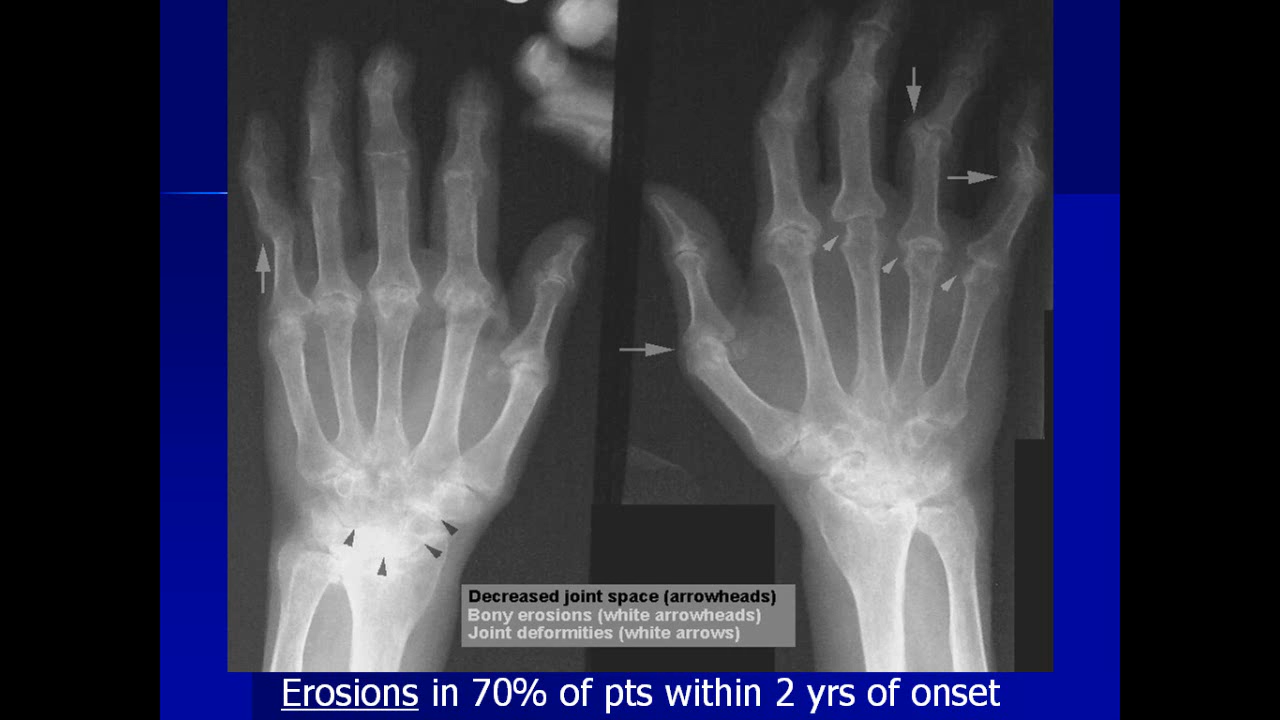 Decreased joint space (arrowheads)
Bony erosions (white arrowheads)
Joint deformities (white arrows)
Erosions in 70% of pts within 2 yrs of onset